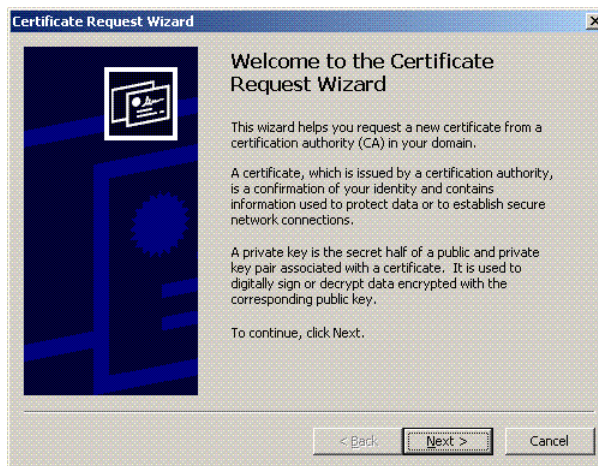 Certificate Request Wizard
Welcome to the Certificate
Request Wizard
This wizard helps you request a new certificate from a
certification authority (CA) in your domain.
A certificate, which is issued by a certification authority,
is a confirmation of your identity and contains
information used to protect data or to establish secure
network connections.
A private key is the secret half of a public and private
key pair associated with a certificate.  It is used to
digitally sign or decrypt data encrypted with the
corresponding public key.
To continue, click Next.
< Back Next > Cancel